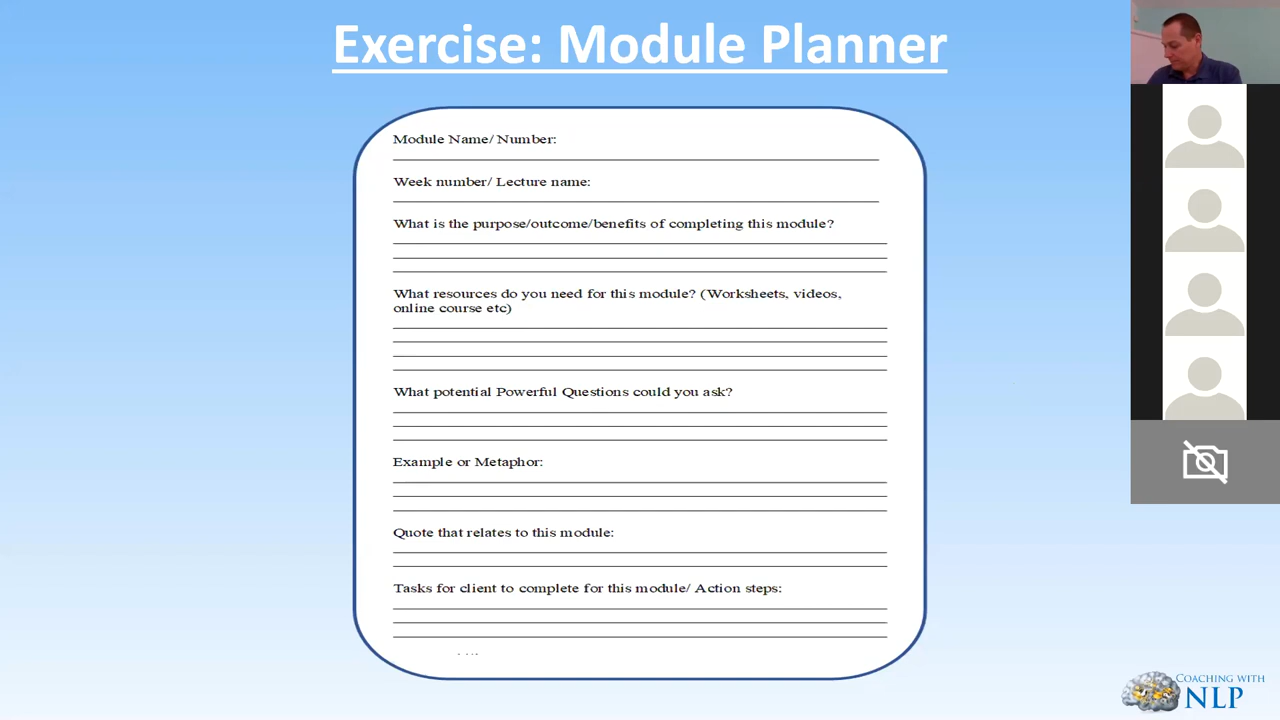 Exercise: Module Planner
Module Name/ Number:
Week number/ Lecture name:
What is the purpose/outcome/benefits of completing this module?
What resources do you need for this module? (Worksheets, videos,
online course etc)
What potential Powerful Questions could you ask?
Example or Metaphor:
Quote that relates to this module:
Tasks for client to complete for this module/ Action steps:
COACHING WITH
NLP